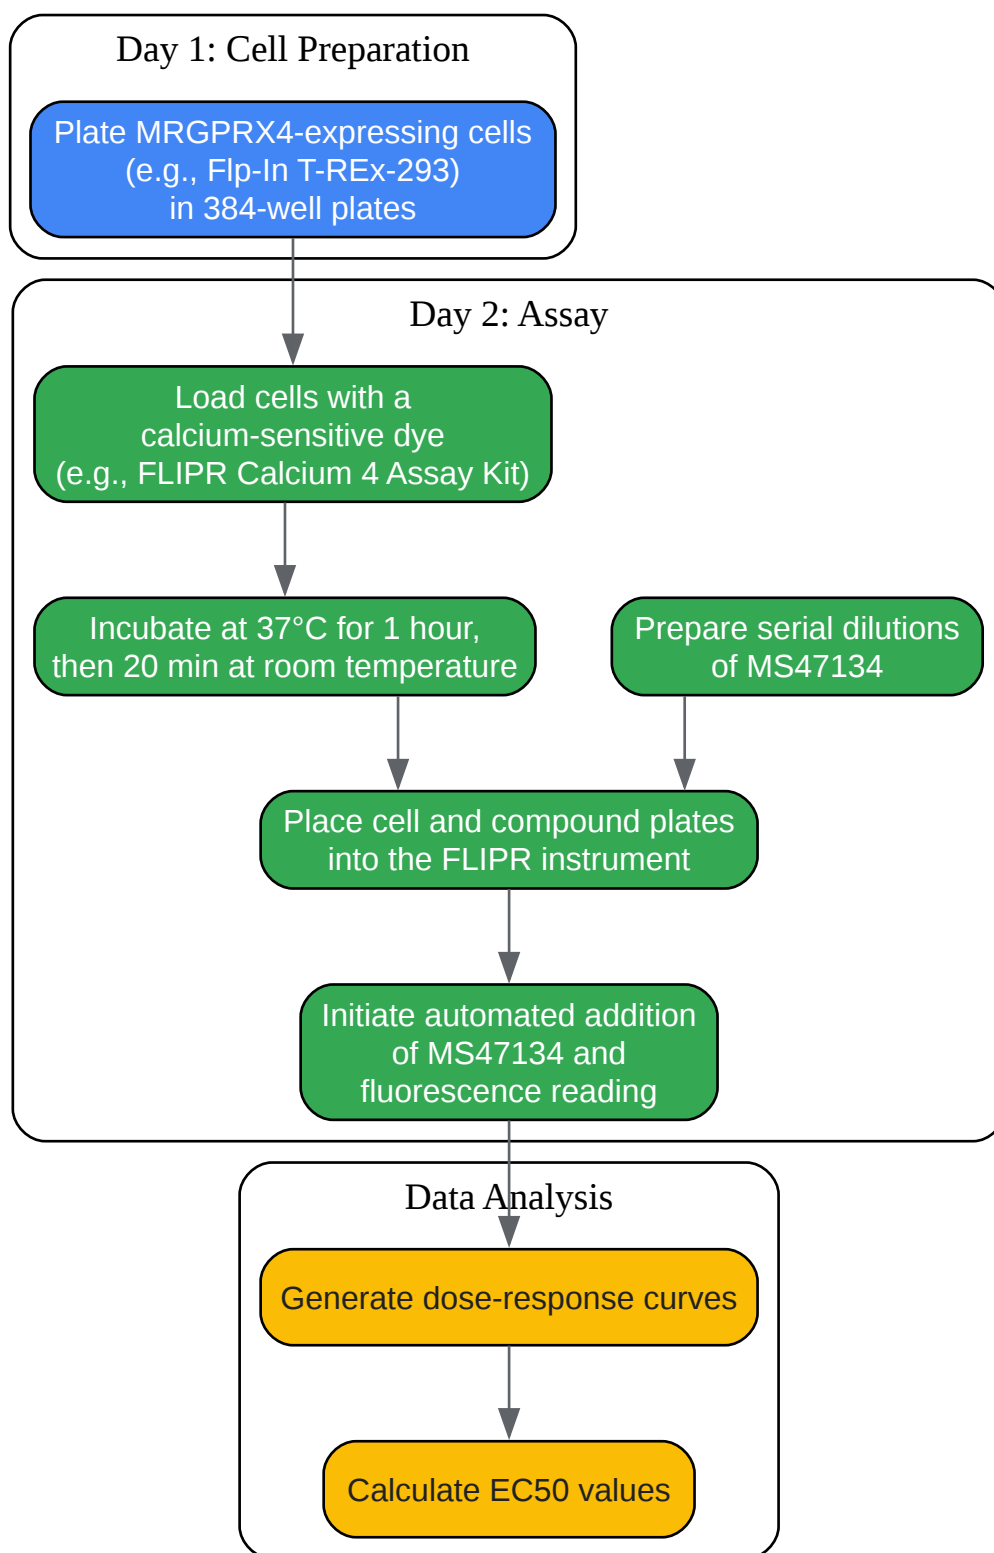 Day 1: Cell Preparation
Plate MRGPRX4-expressing cells
(e.g., Flp-In T-REx-293)
in 384-well plates
Day 2: Assay
Load cells with a
calcium-sensitive dye
(e.g., FLIPR Calcium 4 Assay Kit)
Incubate at 37°C for 1 hour,
then 20 min at room temperature
Prepare serial dilutions
of MS47134
Place cell and compound plates
into the FLIPR instrument
Initiate automated addition
of MS47134 and
fluorescence reading
Data Analysis
Generate dose-response curves
Calculate EC50 values